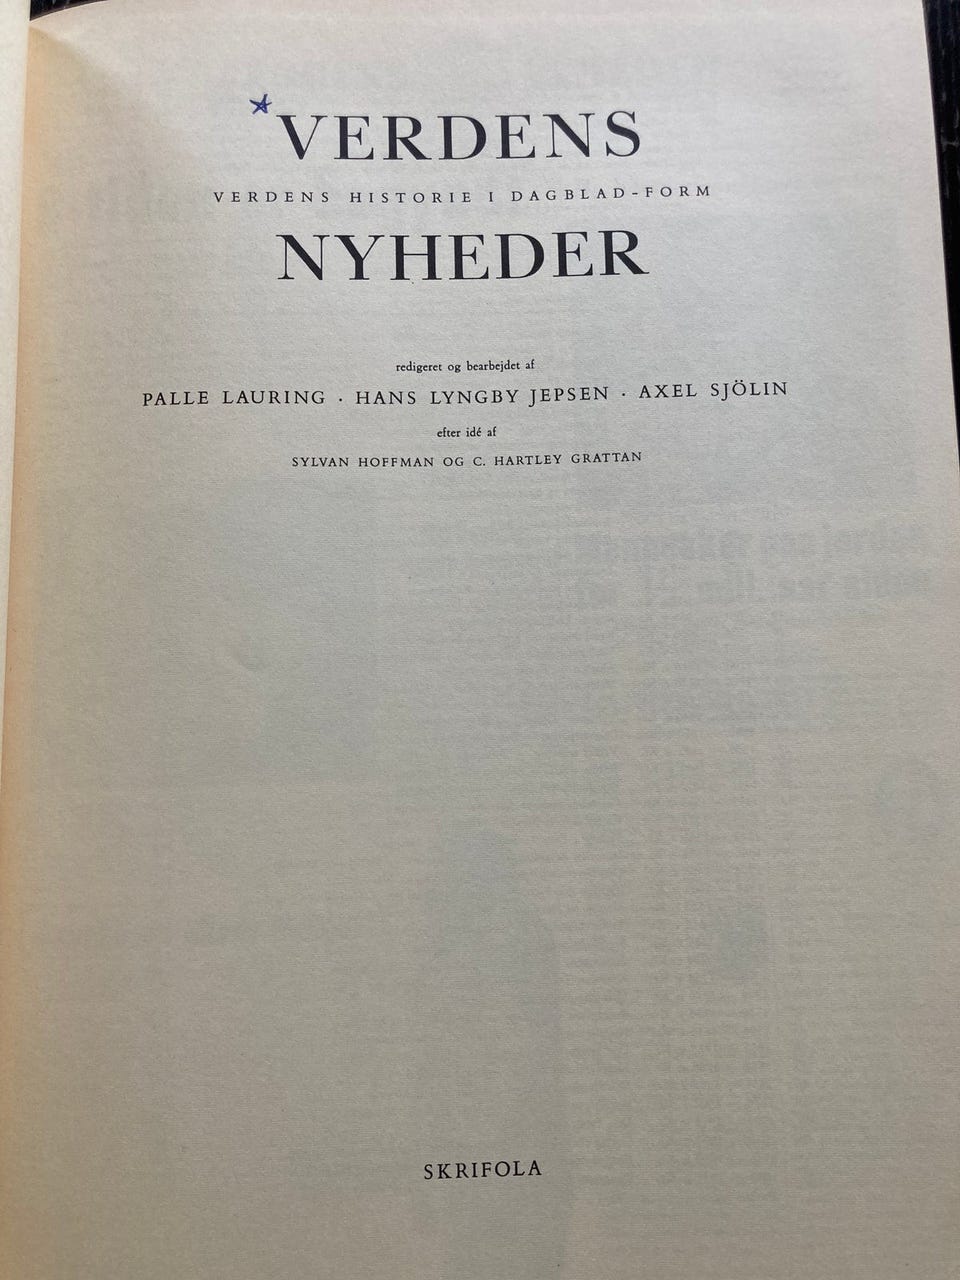 VERDENS
VERDENS HISTORIE I DAGBLAD-FORM
NYHEDER
redigeret og bearbejdet af
PALLE LAURING · HANS LYNGBY JEPSEN · AXEL SJÖLIN
efter idé af
SYLVAN HOFFMAN OG C. HARTLEY GRATTAN
SKRIFOLA